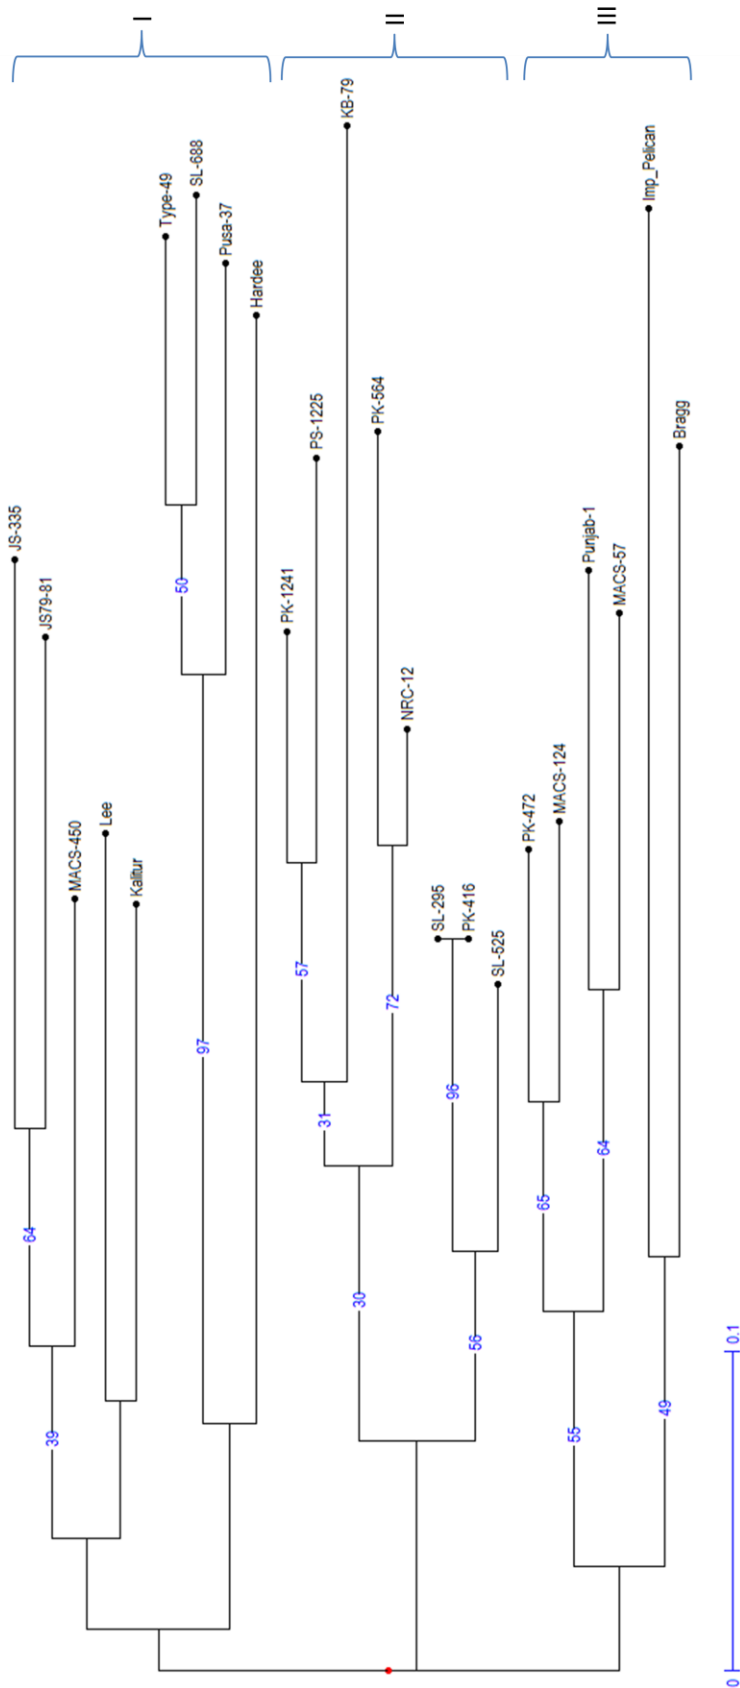 I
II
III
KB-79
Imp_Pelican
SL-688
Type-49
Pusa-37
Hardee
PK-564
PS-1225
Bragg
JS-335
Punjab-1
PK-1241
JS79-81
MACS-57
50
NRC-12
MACS-124
PK-472
Lee
MACS-450
Kalitur
SL-295
PK-416
SL-525
57
72
97
96
31
64
65
64
30
56
0.1
49
55
39
0